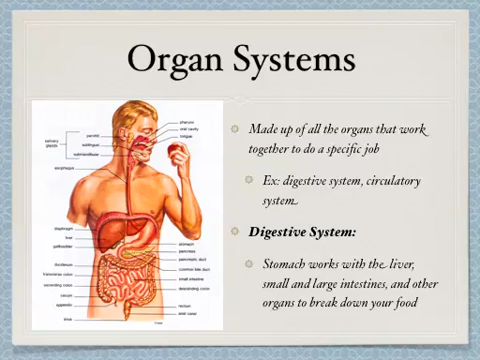 Organ Systems
Made up of all the organs that work
together to do a specific job
Ex: digestive system, circulatory
system
Digestive System:
Stomach works with the liver,
small and large intestines, and other
organs to break down your food
salivary
glands
parotid
sublingual
submandibular
esophagus
pharynx
oral cavity
tongue
diaphragm
liver
gallbladder
duodenum
transverse colon
ascending colon
cecum
appendix
anus
stomach
pancreas
pancreatic duct
common bile duct
small intestine
descending colon
rectum
anal canal